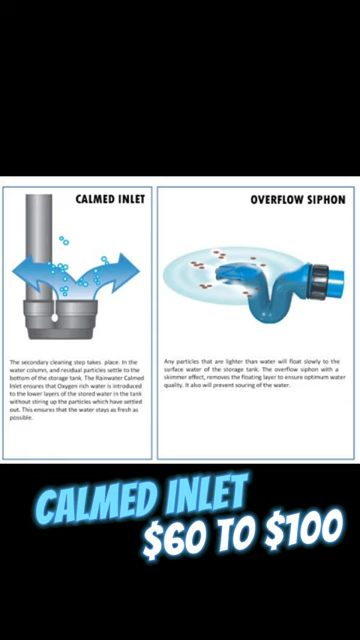 CALMED INLET
The secondary cleaning step takes place. In the
water column, and residual particles settle to the
bottom of the storage tank. The Rainwater Calmed
Inlet ensures that Oxygen rich water is introduced
to the lower layers of the stored water in the tank
without stiring up the particles which have settled
out. This ensures that the water stays as fresh as
possible.
OVERFLOW SIPHON
Any particles that are lighter than water will float slowly to the
surface water of the storage tank. The overflow siphon with a
skimmer effect, removes the floating layer to ensure optimum water
quality. It also will prevent souring of the water.
CALMED INLET
$60 TO $100